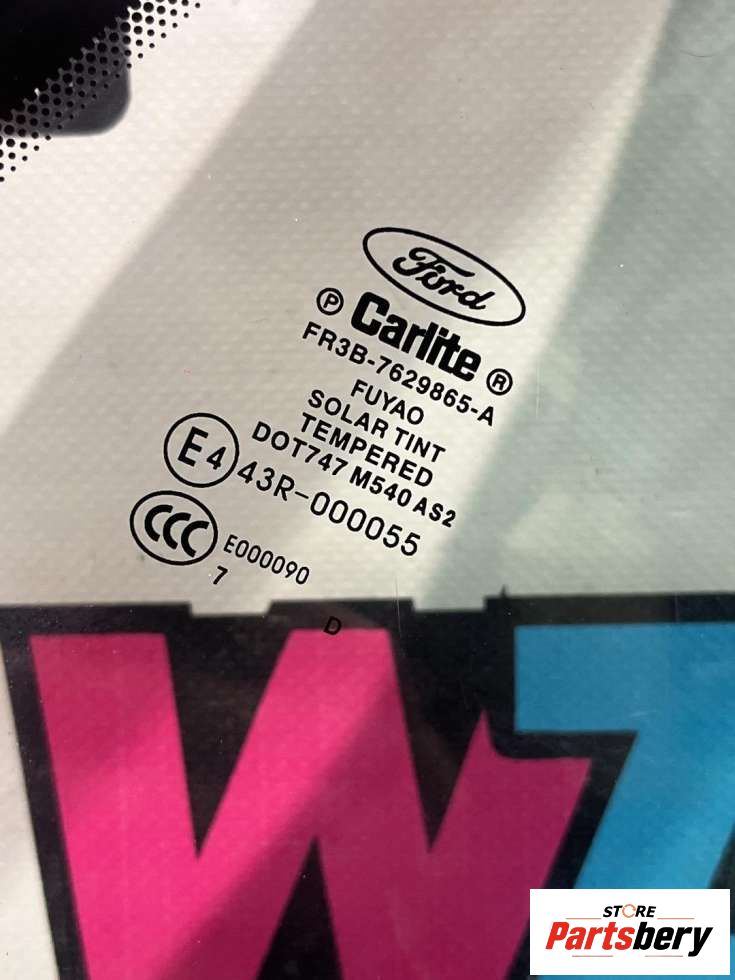 Ford
Ⓟ Carlite ®
FR3B-7629865-A
FUYAO
SOLAR TINT
TEMPERED
DOT747 M540 AS2
E4 43R-000055
CCC E000090
7
D
W
STORE
Partsbery